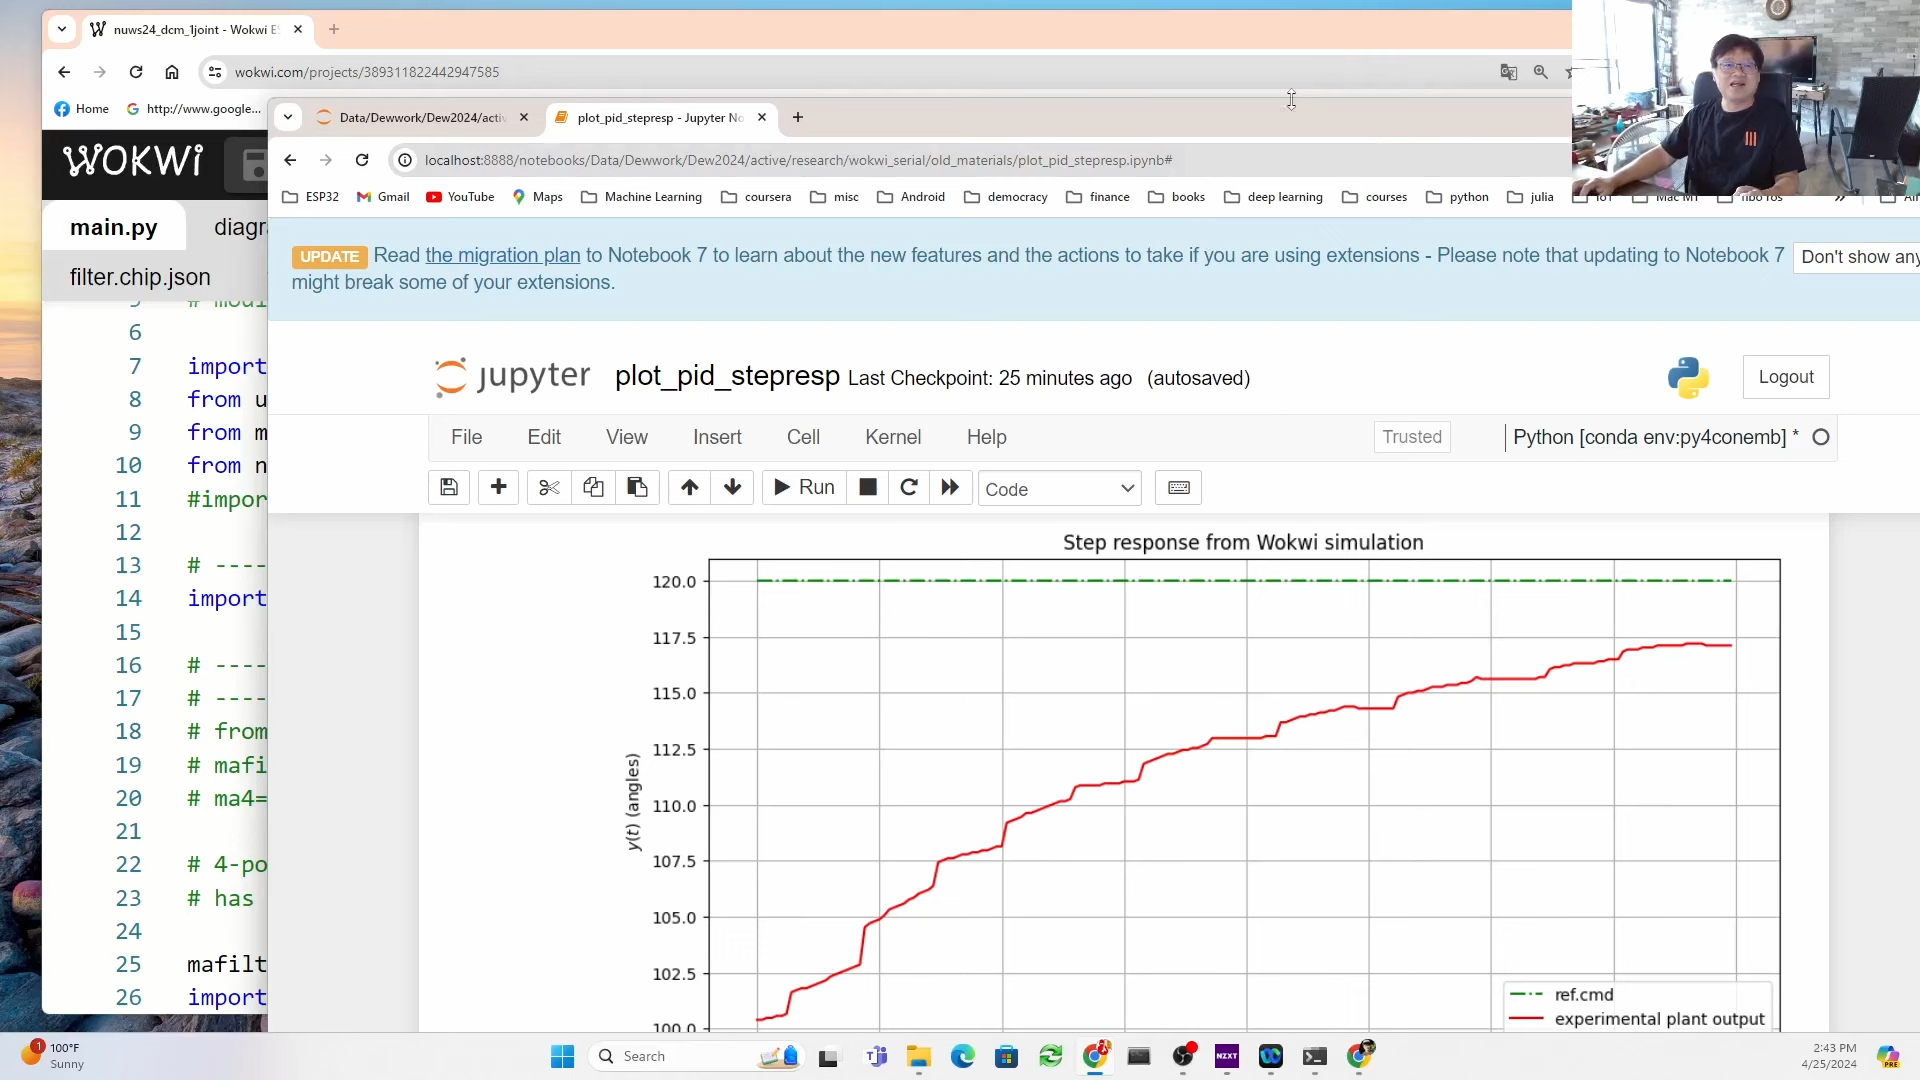 nuws24_dcm_1joint - Wokwi E
wokwi.com/projects/389311822442947585
Home
http://www.google...
Data/Dewwork/Dew2024/activ
plot_pid_stepresp - Jupyter No
localhost:8888/notebooks/Data/Dewwork/Dew2024/active/research/wokwi_serial/old_materials/plot_pid_stepresp.ipynb#
ESP32 Gmail YouTube Maps Machine Learning coursera misc Android democracy finance books deep learning courses python julia
WOKWI
main.py diagr
filter.chip.json
UPDATE Read the migration plan to Notebook 7 to learn about the new features and the actions to take if you are using extensions - Please note that updating to Notebook 7
might break some of your extensions.
Don't show any
jupyter plot_pid_stepresp Last Checkpoint: 25 minutes ago (autosaved)
Logout
File Edit View Insert Cell Kernel Help
Trusted
Python [conda env:py4conemb] *
Run
Code
6
7 import
8 from u
9 from m
10 from n
11 #impor
12
13 # ----
14 import
15
16 # ----
17 # ----
18 # from
19 # mafi
20 # ma4=
21
22 # 4-po
23 # has
24
25 mafilt
26 import
Step response from Wokwi simulation
120.0
117.5
115.0
112.5
110.0
107.5
105.0
102.5
100.0
y(t) (angles)
ref.cmd
experimental plant output
1
100°F
Sunny
Search
NZXT
PRE
2:43 PM
4/25/2024